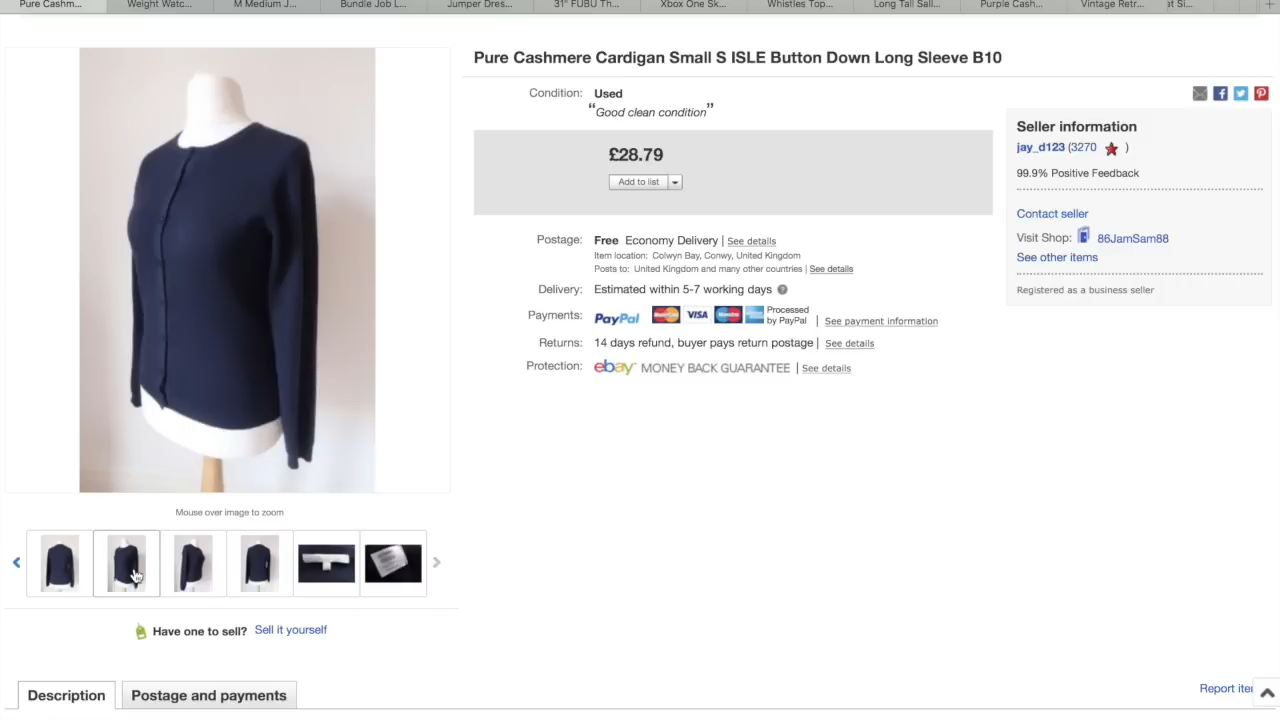 Pure Cashm... Weight Watc... M Medium J... Bundle Job L... Jumper Dres... 31" FUBU Th... Xbox One Sk... Whistles Top... Long Tall Sall... Purple Cash... Vintage Retr... at Si...
Pure Cashmere Cardigan Small S ISLE Button Down Long Sleeve B10
Condition: Used
“Good clean condition”
£28.79
Add to list
Postage: Free Economy Delivery | See details
Item location: Colwyn Bay, Conwy, United Kingdom
Posts to: United Kingdom and many other countries | See details
Delivery: Estimated within 5-7 working days ?
Payments: PayPal MasterCard VISA Maestro Processed by PayPal | See payment information
Returns: 14 days refund, buyer pays return postage | See details
Protection: ebay MONEY BACK GUARANTEE | See details
Seller information
jay_d123 (3270 )
99.9% Positive Feedback
Contact seller
Visit Shop: 86JamSam88
See other items
Registered as a business seller
Mouse over image to zoom
Have one to sell? Sell it yourself
Description Postage and payments
Report ite